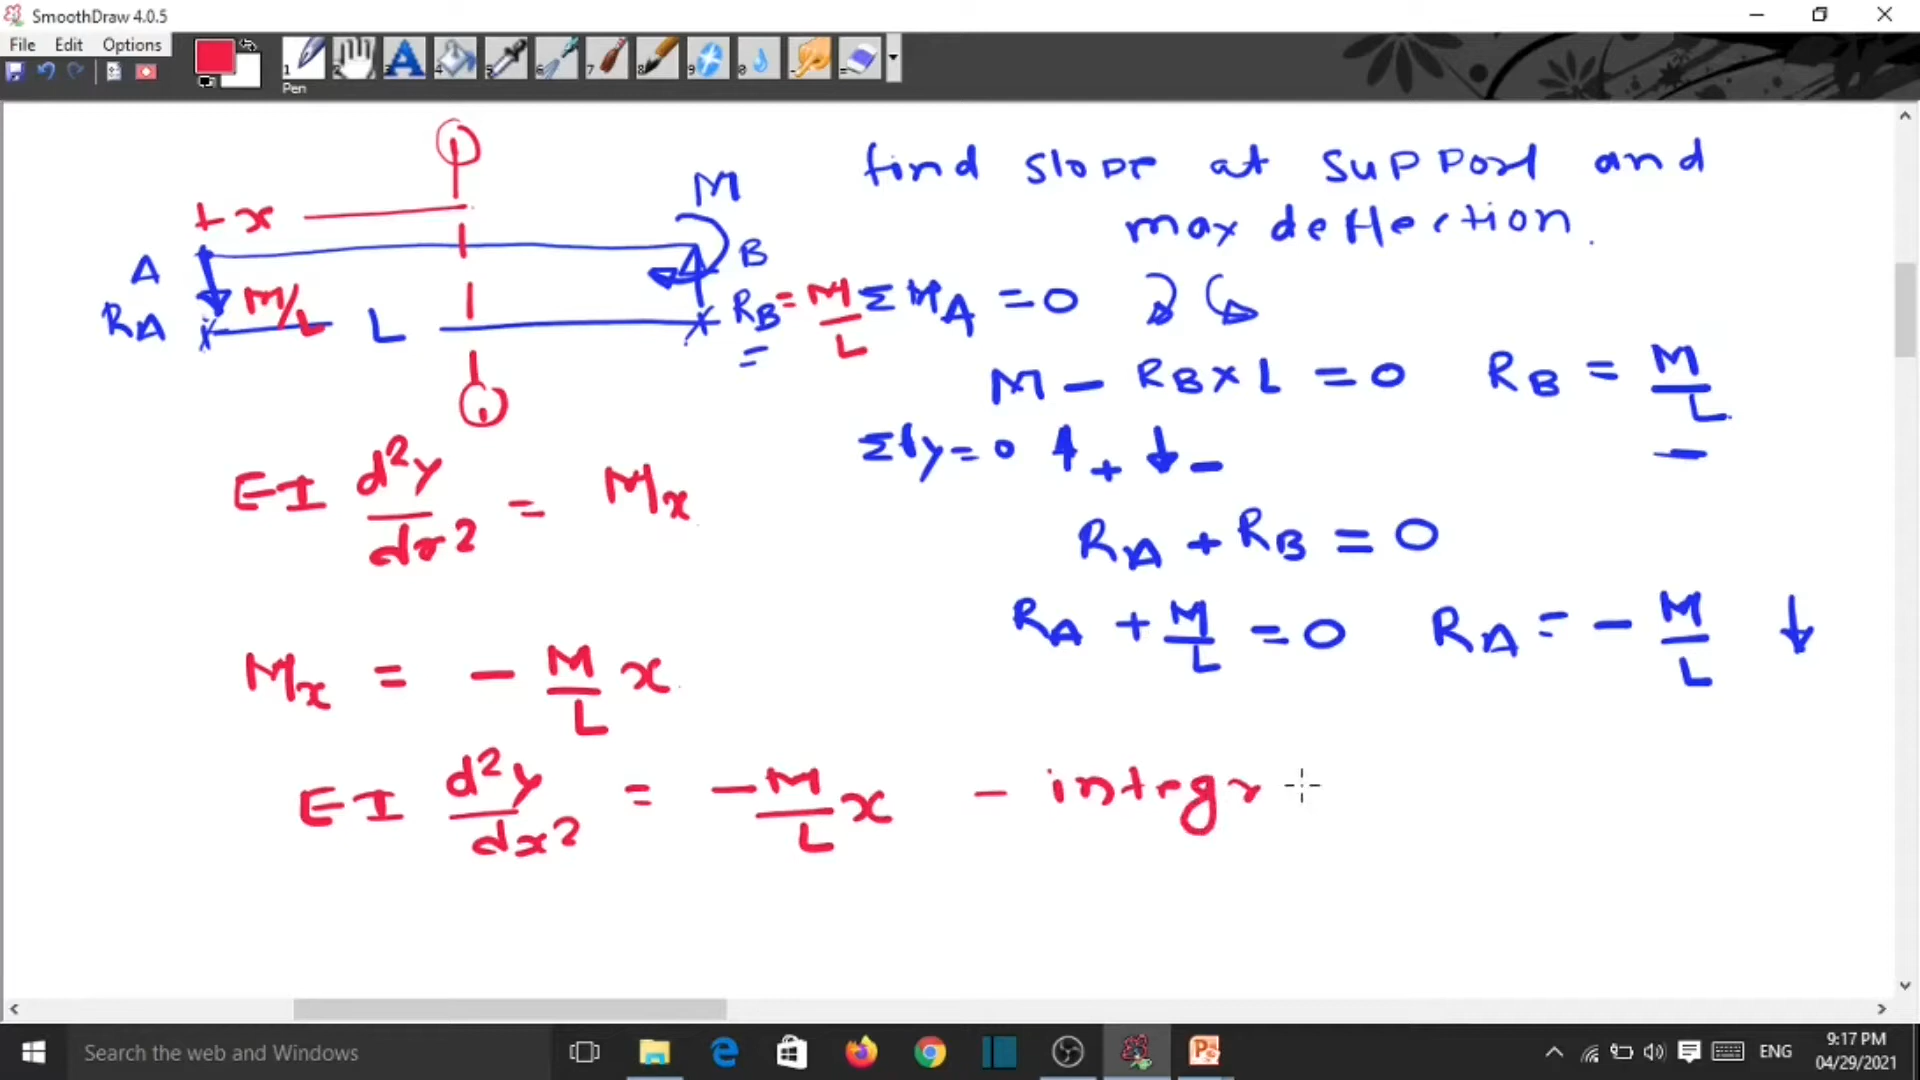 SmoothDraw 4.0.5
File Edit Options
Pen
+x
M
A
B
RA
M/L
L
RB = M/L
find slope at support and
max deflection.
ΣMA = 0
M - RB x L = 0 RB = M/L
Σfy = 0 ↑ + ↓ -
RA + RB = 0
RA + M/L = 0 RA = - M/L ↓
EI d²y/dx² = Mx
Mx = - M/L x
EI d²y/dx² = - M/L x - integr
Search the web and Windows
ENG
9:17 PM
04/29/2021